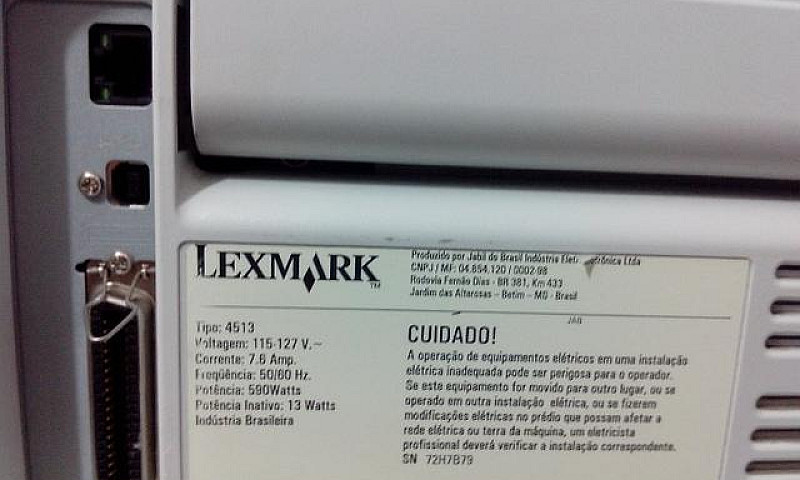 LEXMARK™
Produzido por Jabil do Brasil Indústria Ltda
CNPJ / MF: 04.854.120 / 0002-98
Rodovia Fernão Dias - BR 381, Km 433
Jardim das Alterosas - Betim - MG - Brasil
JAB
Tipo: 4513
Voltagem: 115-127 V.~
Corrente: 7.6 Amp.
Freqüência: 50/60 Hz.
Potência: 590Watts
Potência Inativo: 13 Watts
Indústria Brasileira
CUIDADO!
A operação de equipamentos elétricos em uma instalação
elétrica inadequada pode ser perigosa para o operador.
Se este equipamento for movido para outro lugar, ou se
operado em outra instalação elétrica, ou se fizerem
modificações elétricas no prédio que possam afetar a
rede elétrica ou terra da máquina, um eletricista
profissional deverá verificar a instalação correspondente.
SN 72H7B79